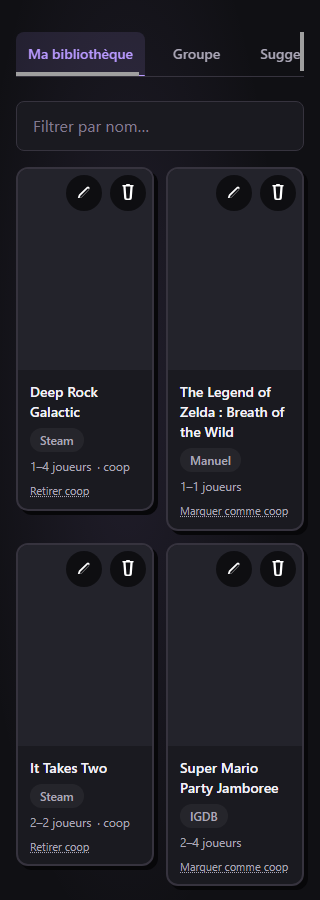 Ma bibliothèque
Groupe
Sugge
Filtrer par nom...
Deep Rock
Galactic
Steam
1–4 joueurs · coop
Retirer coop
The Legend of
Zelda : Breath of
the Wild
Manuel
1–1 joueurs
Marquer comme coop
It Takes Two
Steam
2–2 joueurs · coop
Retirer coop
Super Mario
Party Jamboree
IGDB
2–4 joueurs
Marquer comme coop